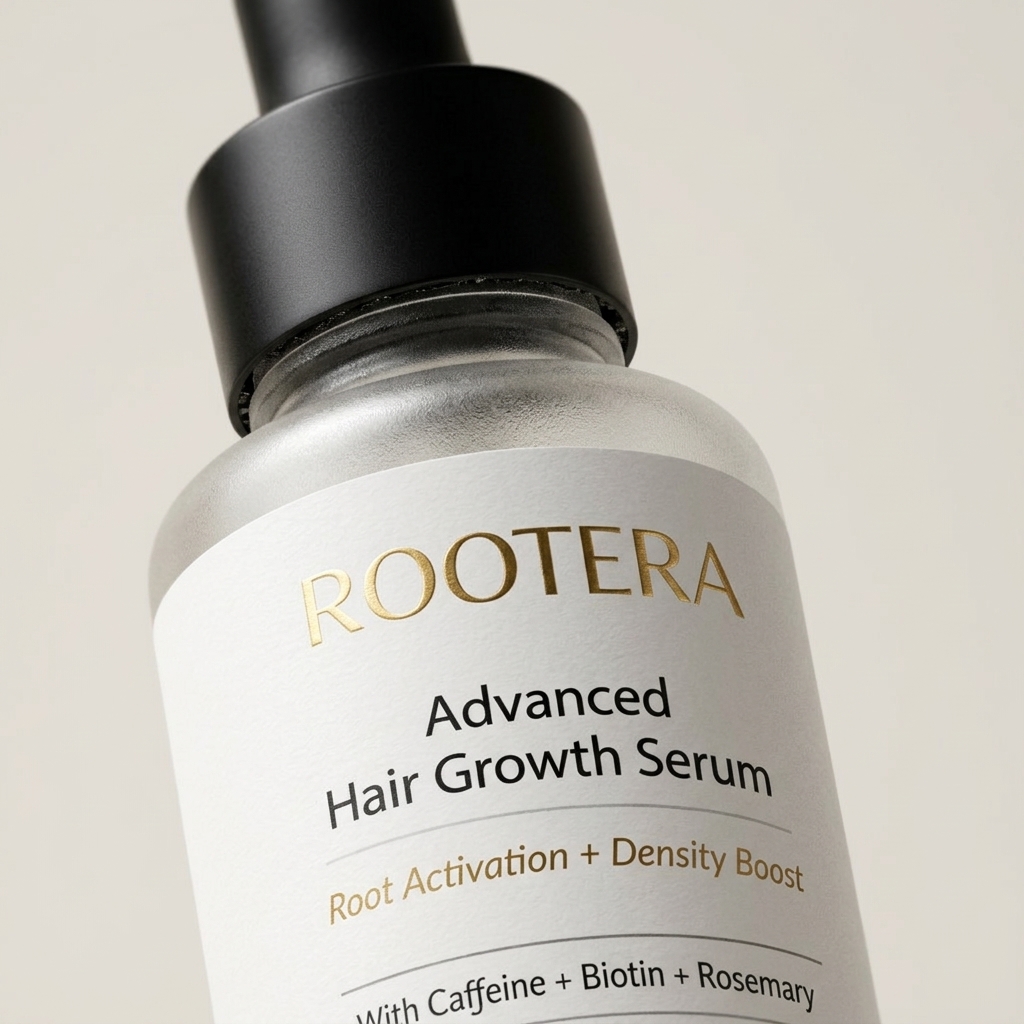 ROOTERA
Advanced
Hair Growth Serum
Root Activation + Density Boost
With Caffeine + Biotin + Rosemary